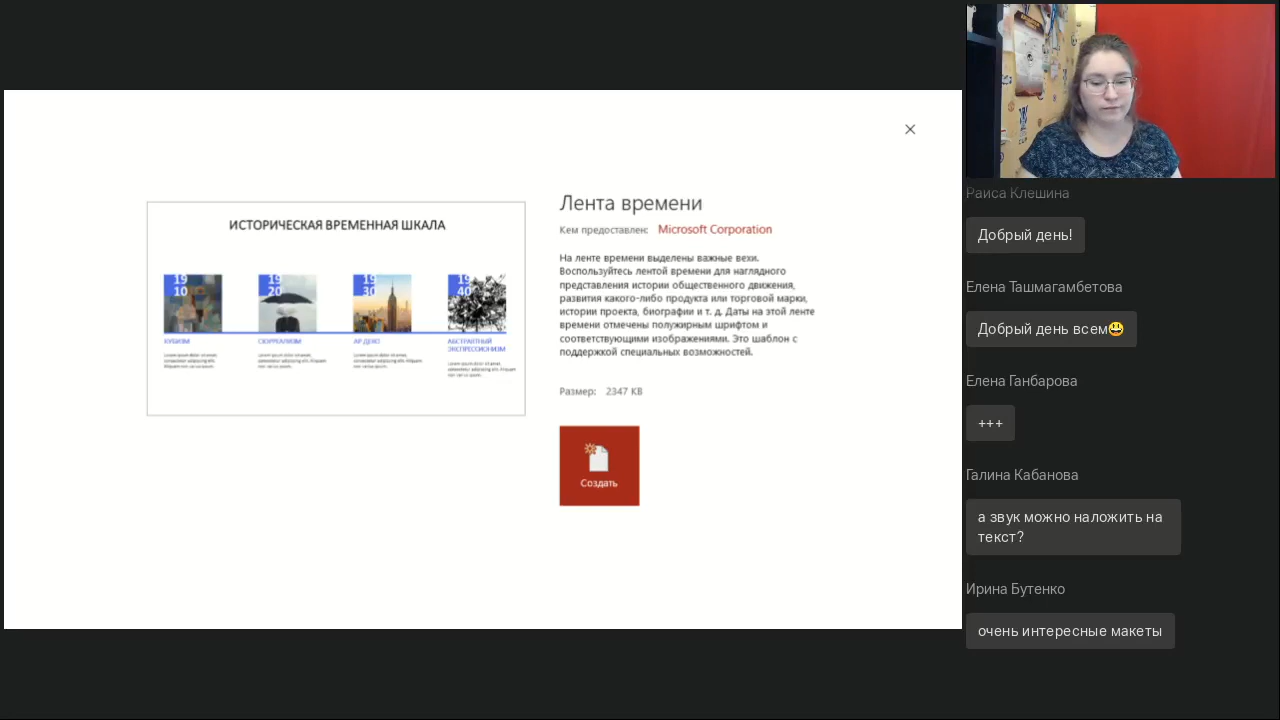 ИСТОРИЧЕСКАЯ ВРЕМЕННАЯ ШКАЛА
19
10
19
20
19
30
19
40
КУБИЗМ
СЮРРЕАЛИЗМ
АР ДЕКО
АБСТРАКТНЫЙ
ЭКСПРЕССИОНИЗМ
Лента времени
Кем предоставлен: Microsoft Corporation
На ленте времени выделены важные вехи.
Воспользуйтесь лентой времени для наглядного
представления истории общественного движения,
развития какого-либо продукта или торговой марки,
истории проекта, биографии и т. д. Даты на этой ленте
времени отмечены полужирным шрифтом и
соответствующими изображениями. Это шаблон с
поддержкой специальных возможностей.
Размер: 2347 KB
Создать
Раиса Клешина
Добрый день!
Елена Ташмагамбетова
Добрый день всем😃
Елена Ганбарова
+++
Галина Кабанова
а звук можно наложить на
текст?
Ирина Бутенко
очень интересные макеты